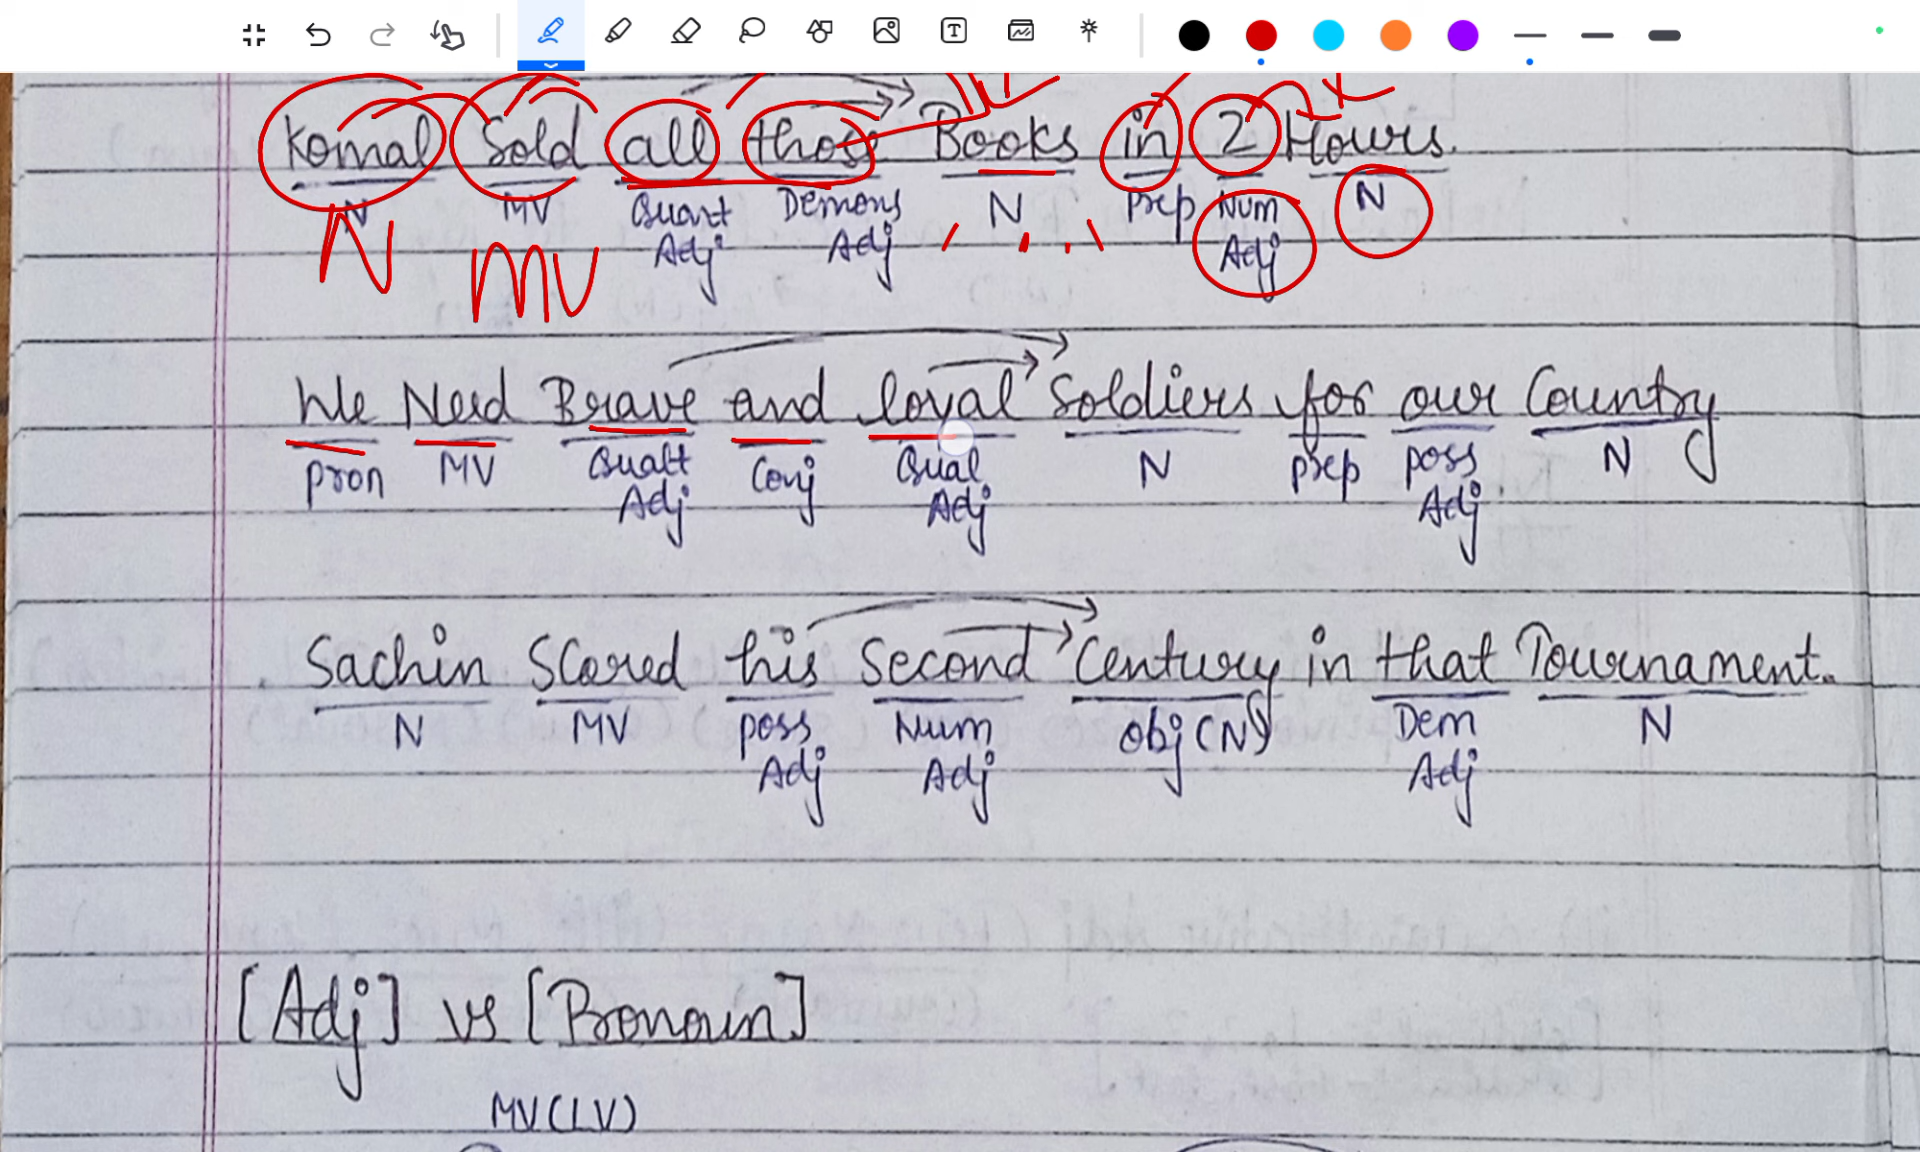 Komal Sold all those Books in 2 Hours.
N MV Quant Adj Demons Adj N Prep Num Adj N
N MV
We Need Brave and loyal Soldiers for our Country
Pron MV Qualt Adj Conj Qual Adj N Prep Poss Adj N
Sachin Scored his Second Century in that Tournament.
N MV Poss Adj Num Adj obj (N) Dem Adj N
[Adj] vs [Pronoun]
MV (LV)